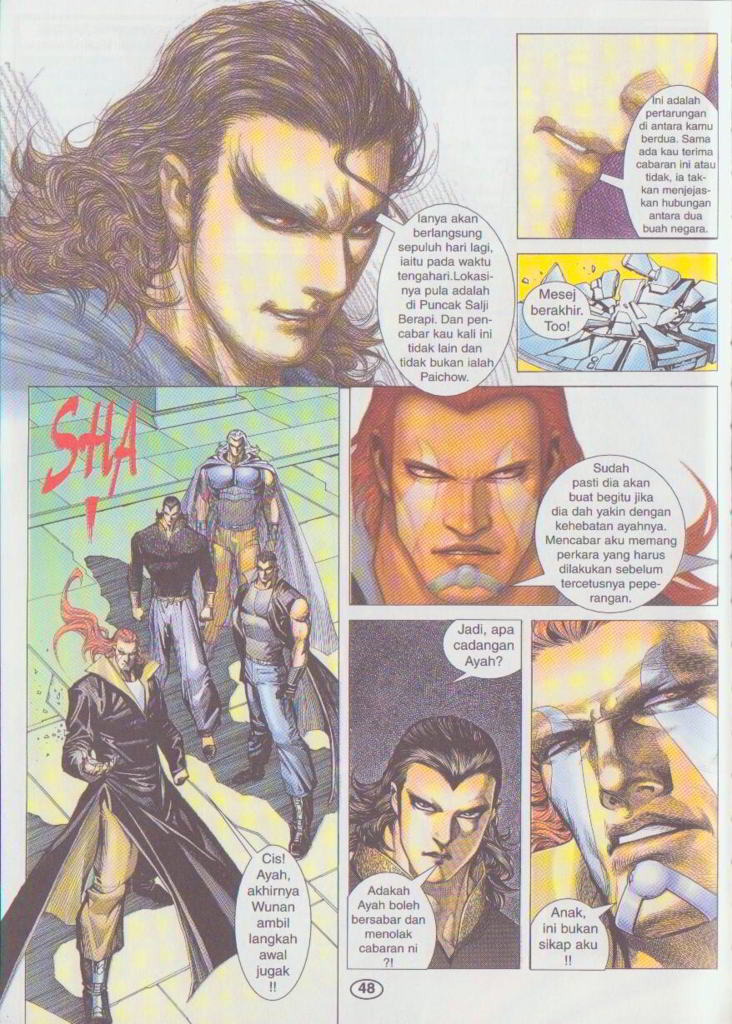 Ianya akan
berlangsung
sepuluh hari lagi,
iaitu pada waktu
tengahari.Lokasi-
nya pula adalah
di Puncak Salji
Berapi. Dan pen-
cabar kau kali ini
tidak lain dan
tidak bukan ialah
Paichow.
Ini adalah
pertarungan
di antara kamu
berdua. Sama
ada kau terima
cabaran ini atau
tidak, ia tak-
kan menjejas-
kan hubungan
antara dua
buah negara.
Mesej
berakhir.
Too!
SHA
!
Cis!
Ayah,
akhirnya
Wunan
ambil
langkah
awal
jugak
!!
Sudah
pasti dia akan
buat begitu jika
dia dah yakin dengan
kehebatan ayahnya.
Mencabar aku memang
perkara yang harus
dilakukan sebelum
tercetusnya pepe-
rangan.
Jadi, apa
cadangan
Ayah?
Adakah
Ayah boleh
bersabar dan
menolak
cabaran ni
?!
Anak,
ini bukan
sikap aku
!!
48